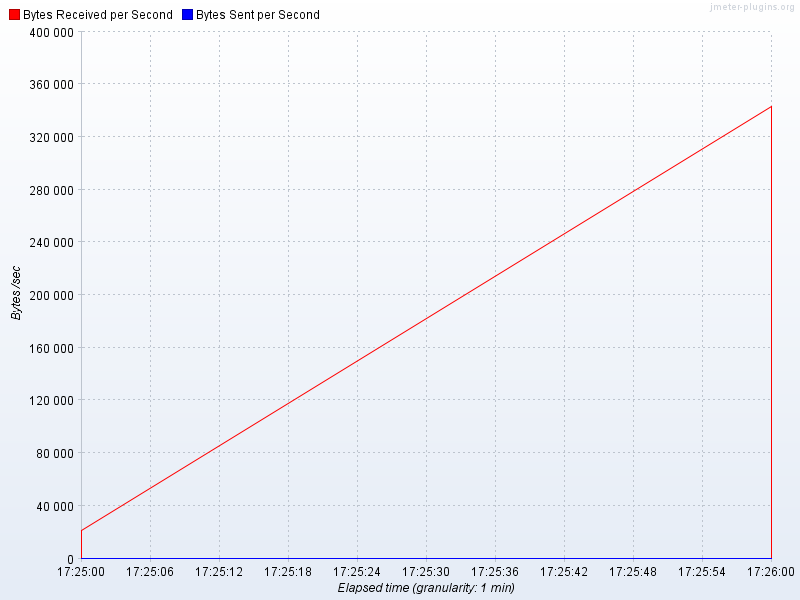 jmeter-plugins.org
Bytes Received per Second Bytes Sent per Second
400 000
360 000
320 000
280 000
240 000
200 000
160 000
120 000
80 000
40 000
0
Bytes /sec
17:25:00 17:25:06 17:25:12 17:25:18 17:25:24 17:25:30 17:25:36 17:25:42 17:25:48 17:25:54 17:26:00
Elapsed time (granularity: 1 min)